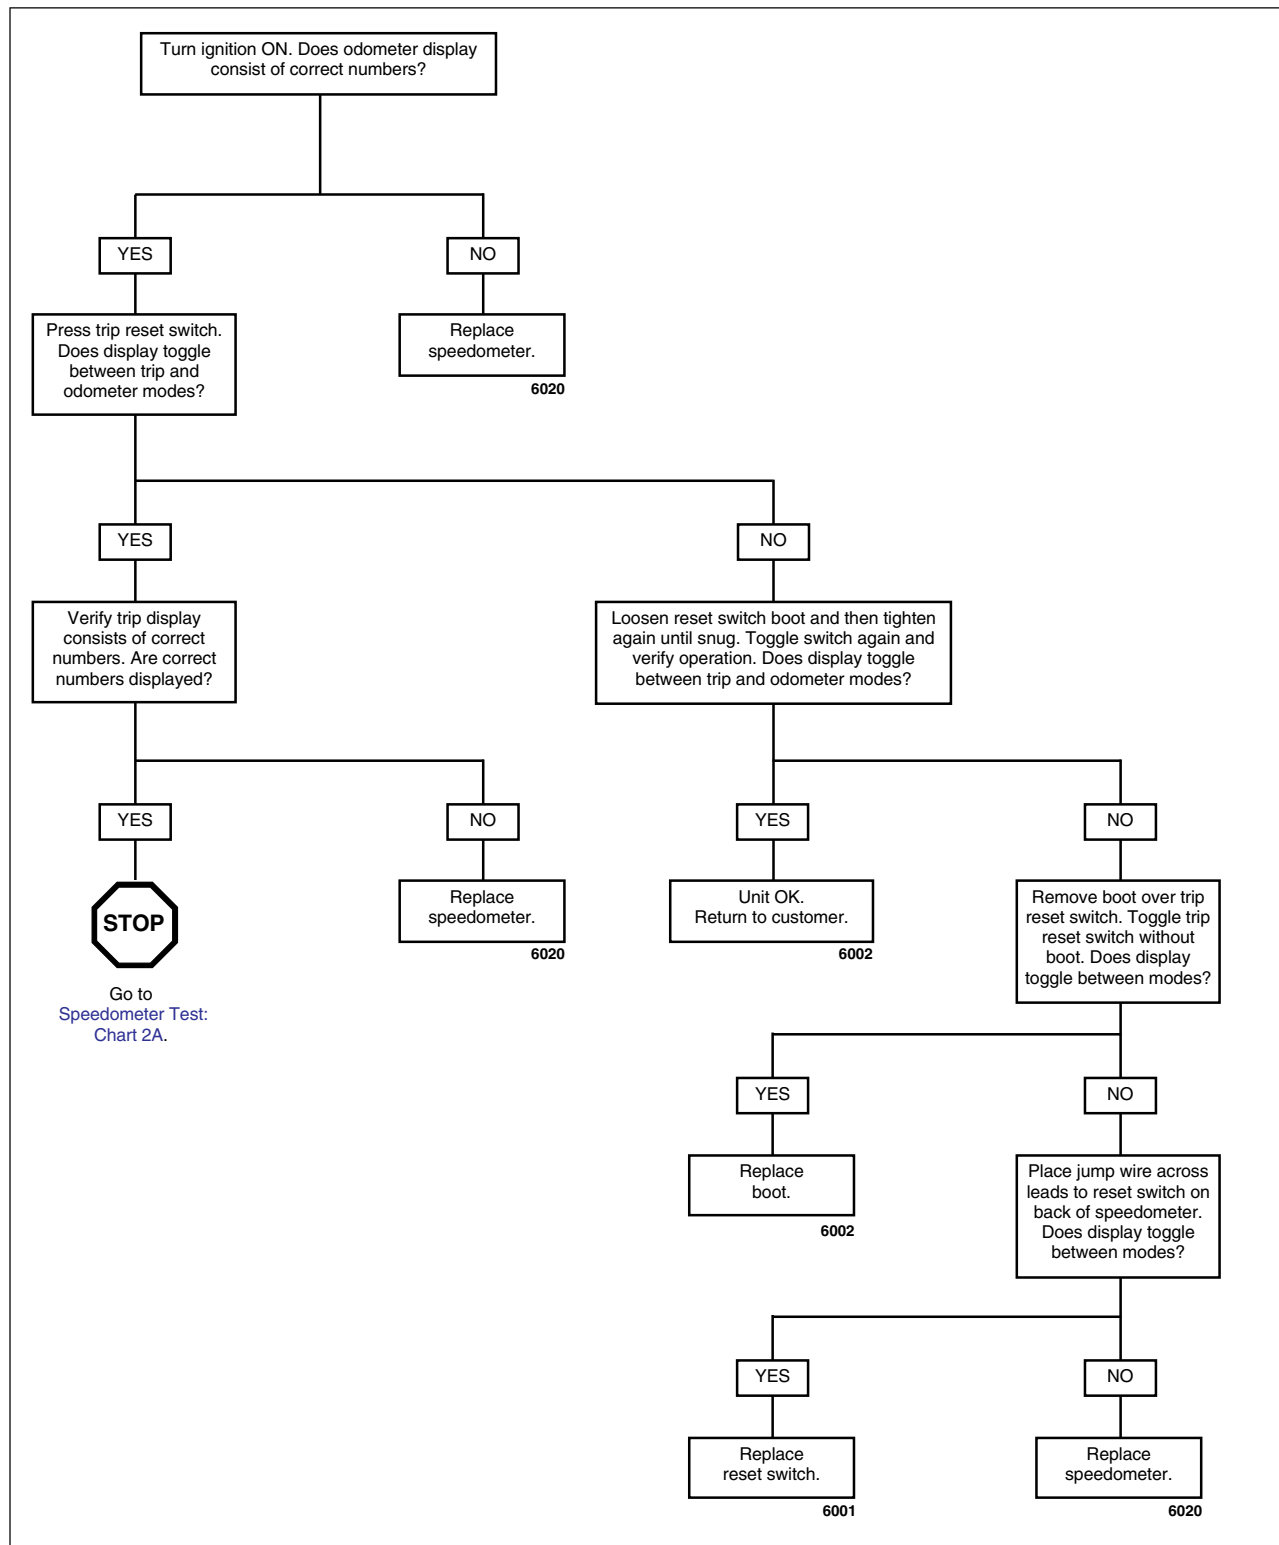 Turn ignition ON. Does odometer display
consist of correct numbers?
YES
NO
Press trip reset switch.
Does display toggle
between trip and
odometer modes?
Replace
speedometer.
6020
YES
NO
Verify trip display
consists of correct
numbers. Are correct
numbers displayed?
Loosen reset switch boot and then tighten
again until snug. Toggle switch again and
verify operation. Does display toggle
between trip and odometer modes?
YES
NO
YES
NO
STOP
Go to
Speedometer Test:
Chart 2A.
Replace
speedometer.
6020
Unit OK.
Return to customer.
6002
Remove boot over trip
reset switch. Toggle trip
reset switch without
boot. Does display
toggle between modes?
YES
NO
Replace
boot.
6002
Place jump wire across
leads to reset switch on
back of speedometer.
Does display toggle
between modes?
YES
NO
Replace
reset switch.
6001
Replace
speedometer.
6020